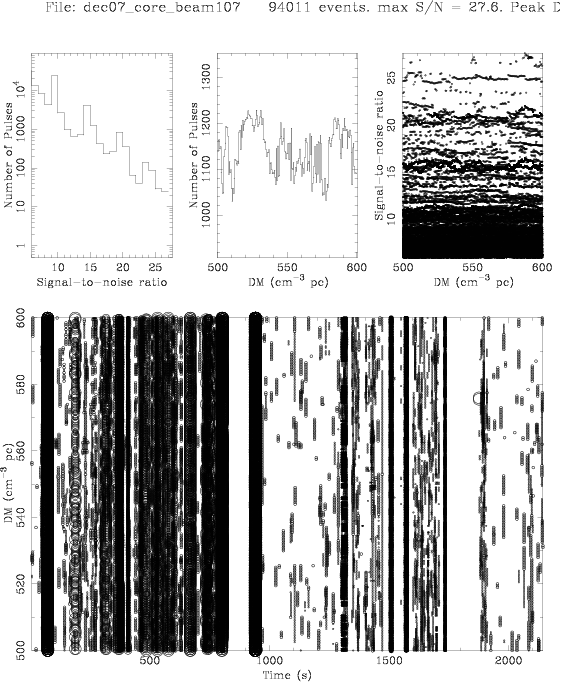 File: dec07_core_beam107 94011 events. max S/N = 27.6. Peak D
Number of Pulses
1 10 100 1000 10⁴
10 15 20 25
Signal-to-noise ratio
Number of Pulses
1000 1100 1200 1300
500 550 600
DM (cm⁻³ pc)
Signal-to-noise ratio
10 15 20 25
500 550 600
DM (cm⁻³ pc)
DM (cm⁻³ pc)
500 520 540 560 580 600
500 1000 1500 2000
Time (s)